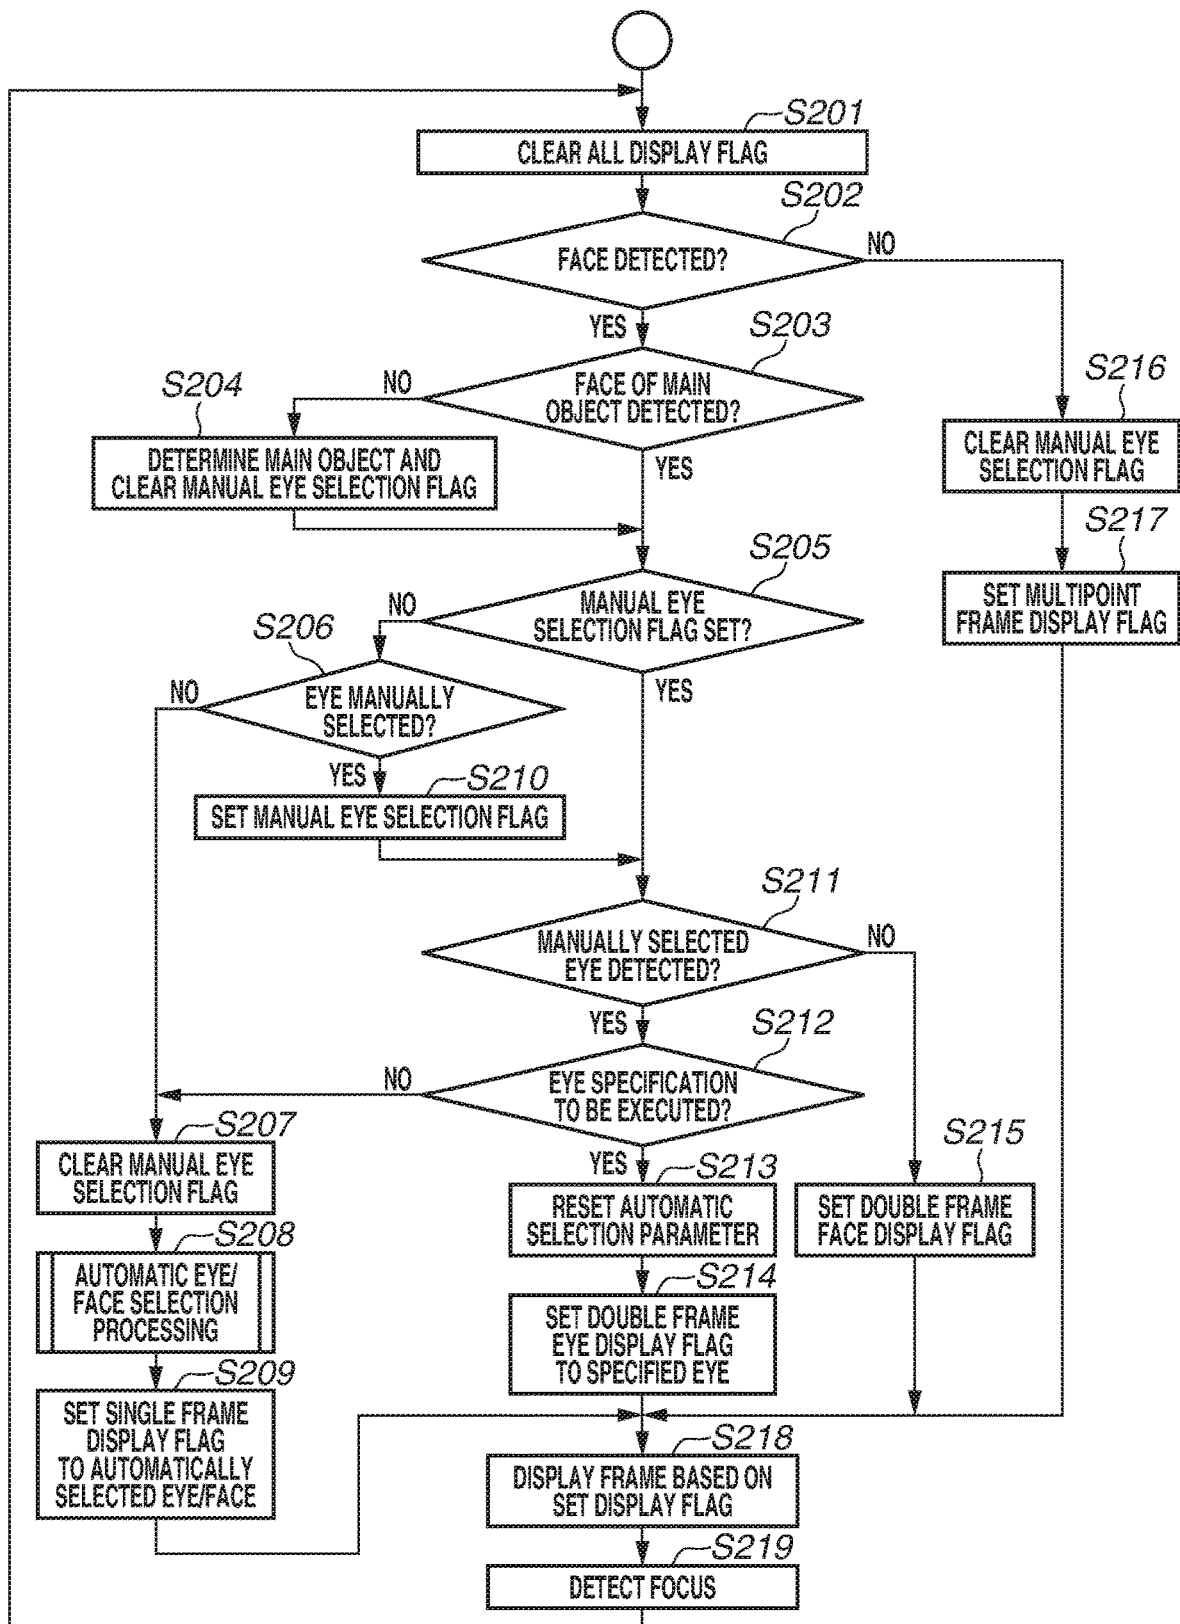 S201
CLEAR ALL DISPLAY FLAG
S202
FACE DETECTED?
NO
YES
S203
FACE OF MAIN
OBJECT DETECTED?
NO
YES
S204
DETERMINE MAIN OBJECT AND
CLEAR MANUAL EYE SELECTION FLAG
S216
CLEAR MANUAL EYE
SELECTION FLAG
S217
SET MULTIPOINT
FRAME DISPLAY FLAG
S205
MANUAL EYE
SELECTION FLAG SET?
NO
YES
S206
EYE MANUALLY
SELECTED?
NO
YES
S210
SET MANUAL EYE SELECTION FLAG
S211
MANUALLY SELECTED
EYE DETECTED?
NO
YES
S212
EYE SPECIFICATION
TO BE EXECUTED?
NO
YES
S207
CLEAR MANUAL EYE
SELECTION FLAG
S213
RESET AUTOMATIC
SELECTION PARAMETER
S215
SET DOUBLE FRAME
FACE DISPLAY FLAG
S208
AUTOMATIC EYE/
FACE SELECTION
PROCESSING
S214
SET DOUBLE FRAME
EYE DISPLAY FLAG
TO SPECIFIED EYE
S209
SET SINGLE FRAME
DISPLAY FLAG
TO AUTOMATICALLY
SELECTED EYE/FACE
S218
DISPLAY FRAME BASED ON
SET DISPLAY FLAG
S219
DETECT FOCUS